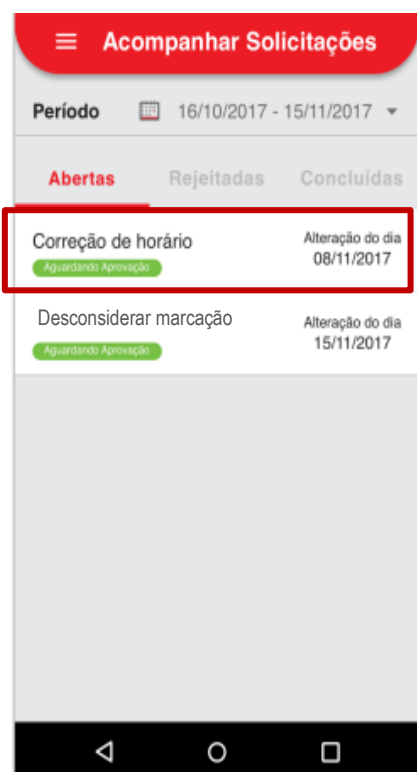 Acompanhar Solicitações
Período 16/10/2017 - 15/11/2017
Abertas Rejeitadas Concluídas
Correção de horário Alteração do dia
Aguardando Aprovação 08/11/2017
Desconsiderar marcação Alteração do dia
Aguardando Aprovação 15/11/2017